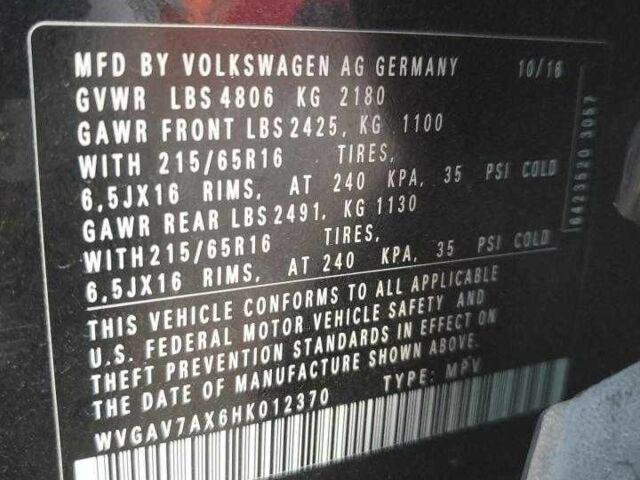 MFD BY VOLKSWAGEN AG GERMANY 10/16
GVWR LBS 4806 KG 2180
GAWR FRONT LBS 2425, KG 1100
WITH 215/65R16 TIRES,
6,5JX16 RIMS, AT 240 KPA, 35 PSI COLD
GAWR REAR LBS 2491, KG 1130
WITH 215/65R16 TIRES,
6,5JX16 RIMS, AT 240 KPA, 35 PSI COLD
THIS VEHICLE CONFORMS TO ALL APPLICABLE
U.S. FEDERAL MOTOR VEHICLE SAFETY AND
THEFT PREVENTION STANDARDS IN EFFECT ON
THE DATE OF MANUFACTURE SHOWN ABOVE.
WVGAV7AX6HK012370 TYPE: MPV